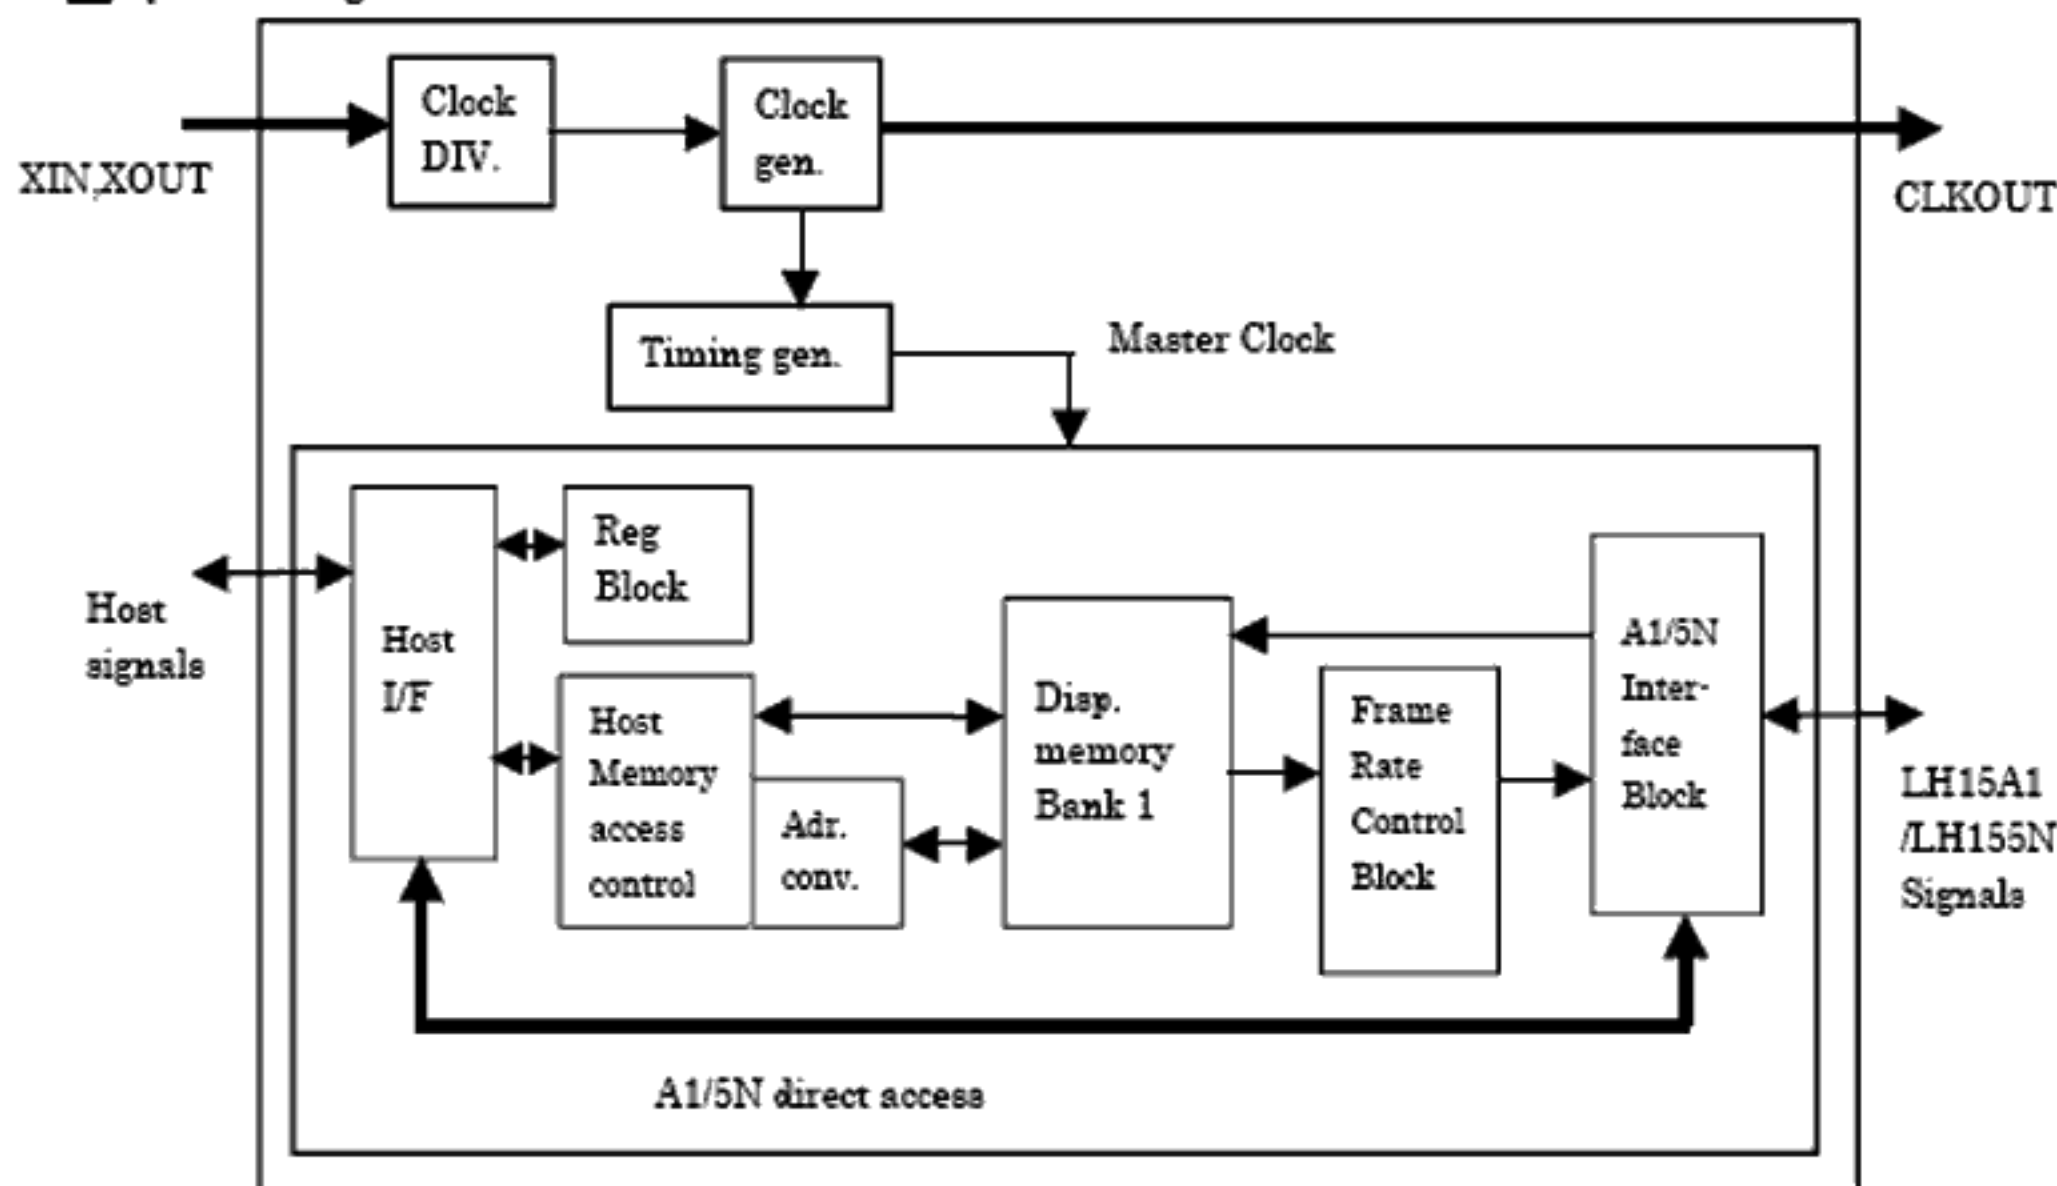 Clock
DIV.
Clock
gen.
XIN,XOUT
CLKOUT
Timing gen.
Master Clock
Host
signals
Host
I/F
Reg
Block
Host
Memory
access
control
Adr.
conv.
Disp.
memory
Bank 1
Frame
Rate
Control
Block
A1/5N
Inter-
face
Block
LH15A1
/LH155N
Signals
A1/5N direct access